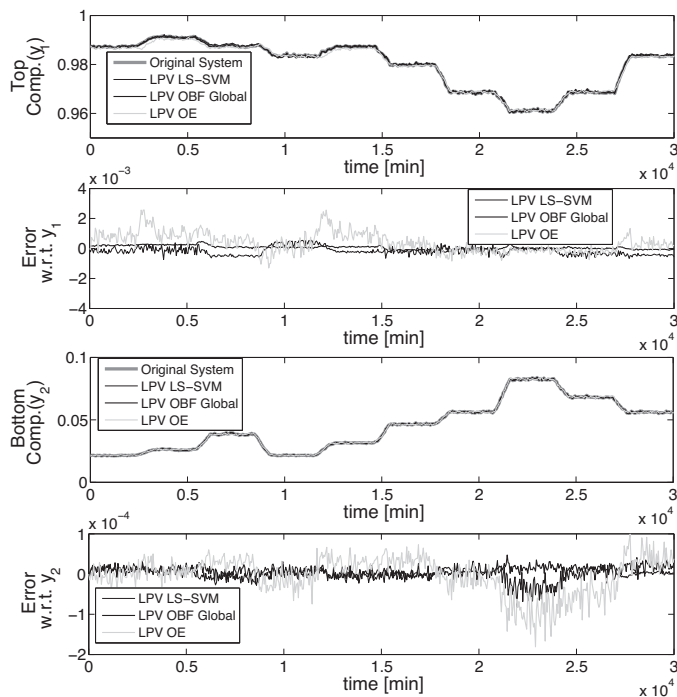 1
0.98
0.96
Top
Comp.(y1)
Original System
LPV LS−SVM
LPV OBF Global
LPV OE
0 0.5 1 1.5 2 2.5 3
time [min]
x 10^4
x 10^−3
4
2
0
−2
−4
Error
w.r.t. y1
LPV LS−SVM
LPV OBF Global
LPV OE
0 0.5 1 1.5 2 2.5 3
time [min]
x 10^4
0.1
0.05
0
Bottom
Comp.(y2)
Original System
LPV LS−SVM
LPV OBF Global
LPV OE
0 0.5 1 1.5 2 2.5 3
time [min]
x 10^4
x 10^−4
1
0
−1
−2
Error
w.r.t. y2
LPV LS−SVM
LPV OBF Global
LPV OE
0 0.5 1 1.5 2 2.5 3
time [min]
x 10^4